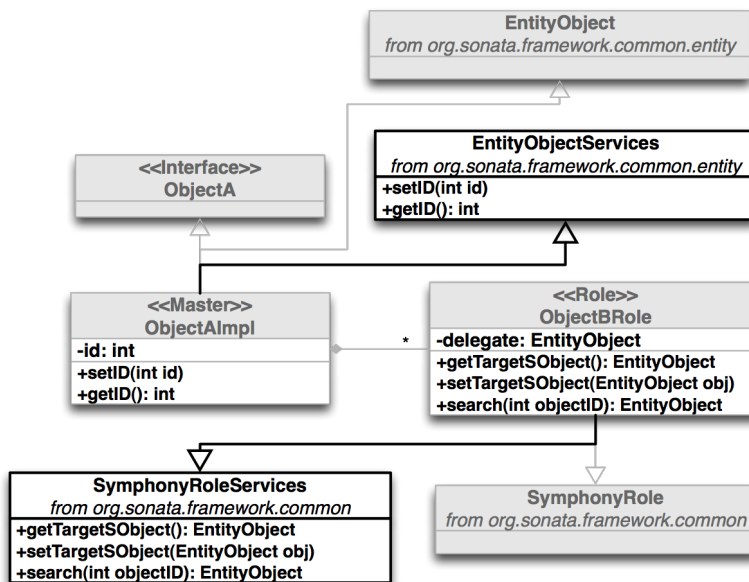 EntityObject
from org.sonata.framework.common.entity
EntityObjectServices
from org.sonata.framework.common.entity
+setID(int id)
+getID(): int
<<Interface>>
ObjectA
<<Master>>
ObjectAImpl
-id: int
+setID(int id)
+getID(): int
*
<<Role>>
ObjectBRole
-delegate: EntityObject
+getTargetSObject(): EntityObject
+setTargetSObject(EntityObject obj)
+search(int objectID): EntityObject
SymphonyRoleServices
from org.sonata.framework.common
+getTargetSObject(): EntityObject
+setTargetSObject(EntityObject obj)
+search(int objectID): EntityObject
SymphonyRole
from org.sonata.framework.common